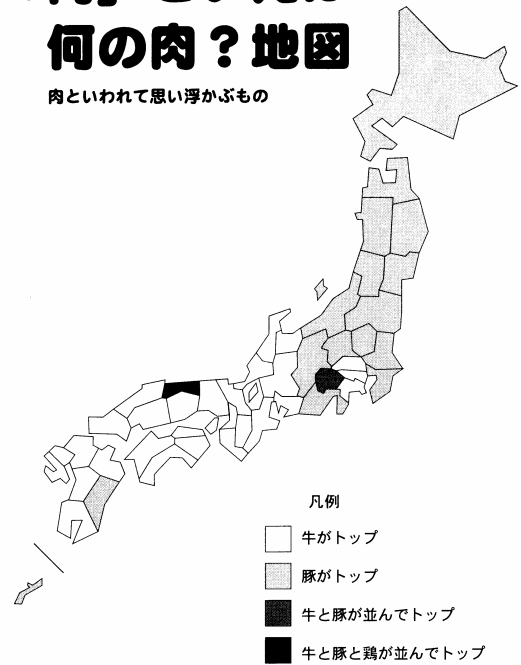 何の肉？地図
肉といわれて思い浮かぶもの
凡例
牛がトップ
豚がトップ
牛と豚が並んでトップ
牛と豚と鶏が並んでトップ